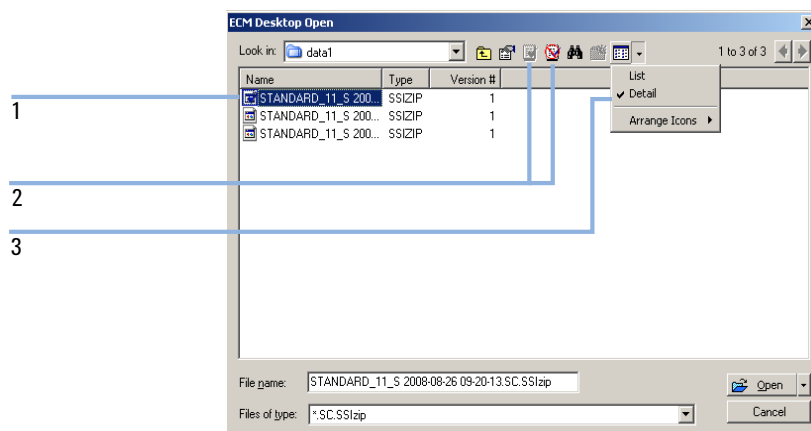 ECM Desktop Open
Look in: data1 1 to 3 of 3
Name Type Version #
STANDARD_11_S 200... SSIZIP 1
STANDARD_11_S 200... SSIZIP 1
STANDARD_11_S 200... SSIZIP 1
List
Detail
Arrange Icons
1
2
3
File name: STANDARD_11_S 2008-08-26 09-20-13.SC.SSIzip Open
Files of type: *.SC.SSIzip Cancel